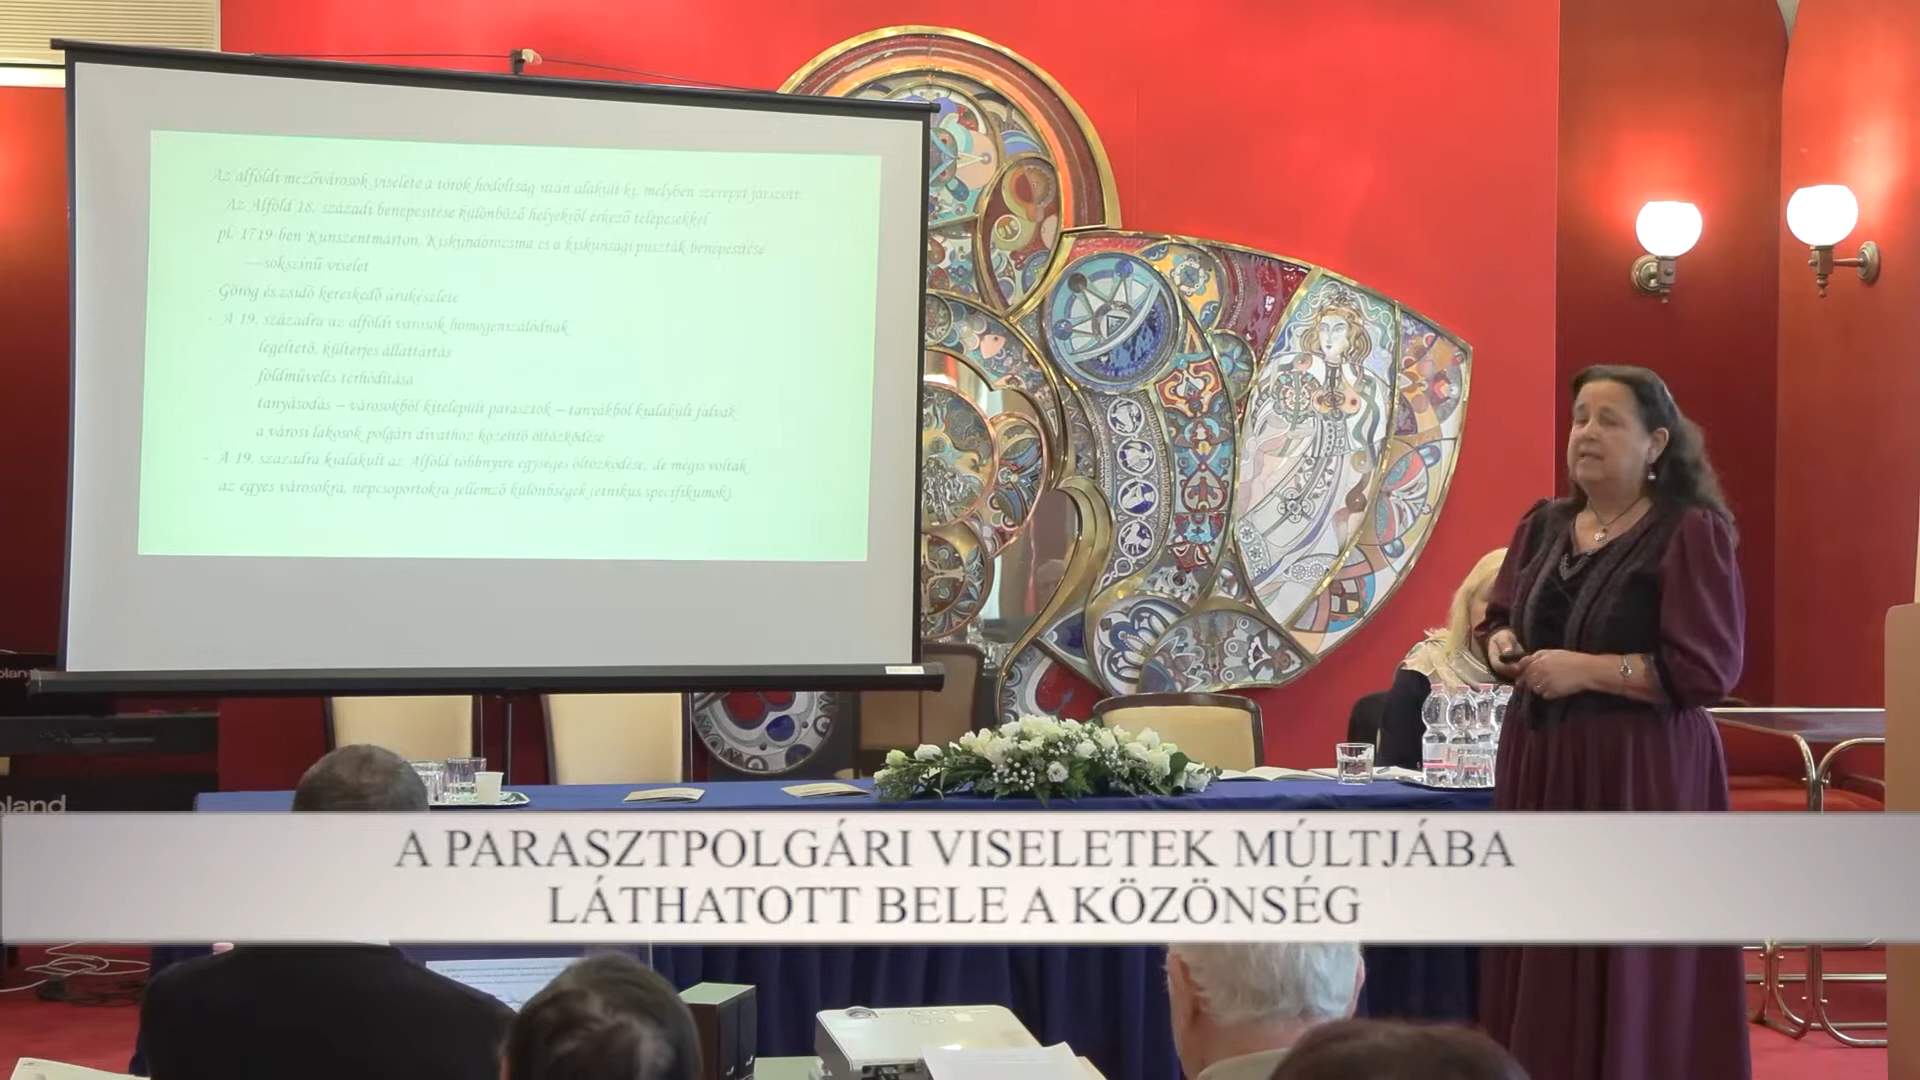 Az alföldi mezővárosok viselete a török hódoltság után alakult ki, melyben szerepet játszott:
Az Alföld 18. századi benépesítése különböző helyekről érkező telepesekkel
pl. 1719-ben Kunszentmárton, Kiskundorozsma és a kiskunsági puszták benépesítése
— sokszínű viselet
Görög és zsidó kereskedő árukészlete
- A 19. századra az alföldi városok homogenizálódnak
legeltető, külterjes állattartás
földművelés térhódítása
tanyásodás – városokból kitelepült parasztok – tanyákból kialakult falvak
a városi lakosok polgári divathoz közelítő öltözködése
- A 19. századra kialakult az Alföld többnyire egységes öltözködése, de mégis voltak
az egyes városokra, népcsoportokra jellemző különbségek (etnikus specifikumok).
oland
A PARASZTPOLGÁRI VISELETEK MÚLTJÁBA
LÁTHATOTT BELE A KÖZÖNSÉG